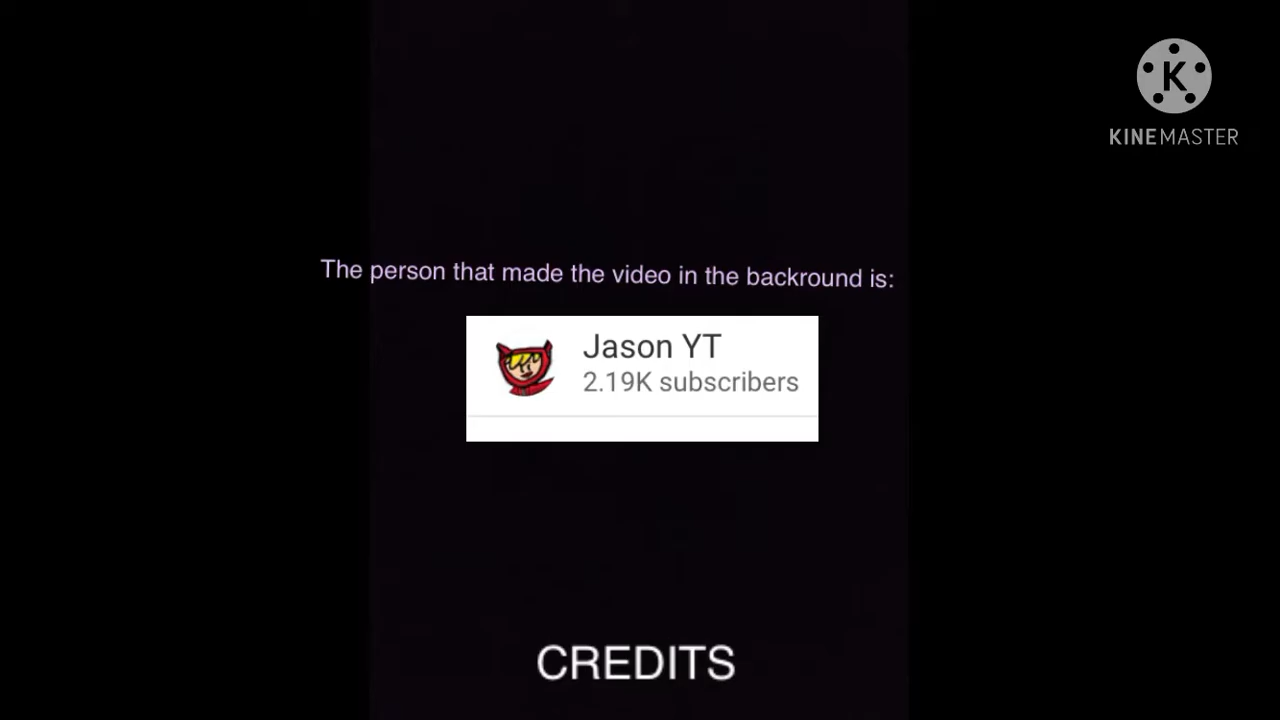 K
KINEMASTER
The person that made the video in the backround is:
Jason YT
2.19K subscribers
CREDITS